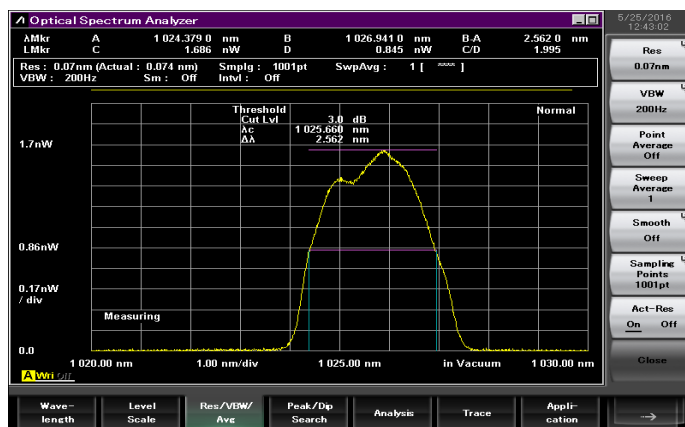 Λ Optical Spectrum Analyzer
5/25/2016
12:43:02
λMkr A 1 024.379 0 nm B 1 026.941 0 nm B-A 2.562 0 nm
LMkr C 1.686 nW D 0.845 nW C/D 1.995
Res : 0.07nm (Actual : 0.074 nm) Smplg : 1001pt SwpAvg : 1 [ **** ]
VBW : 200Hz Sm : Off Intvl : Off
Threshold Normal
Cut Lvl 3.0 dB
λc 1 025.660 nm
Δλ 2.562 nm
1.7nW
0.86nW
0.17nW
/ div
Measuring
0.0
1 020.00 nm 1.00 nm/div 1 025.00 nm in Vacuum 1 030.00 nm
A Wri Off
Res
0.07nm
VBW
200Hz
Point
Average
Off
Sweep
Average
1
Smooth
Off
Sampling
Points
1001pt
Act-Res
On Off
Close
Wave-
length
Level
Scale
Res/VBW/
Avg
Peak/Dip
Search
Analysis
Trace
Appli-
cation
→